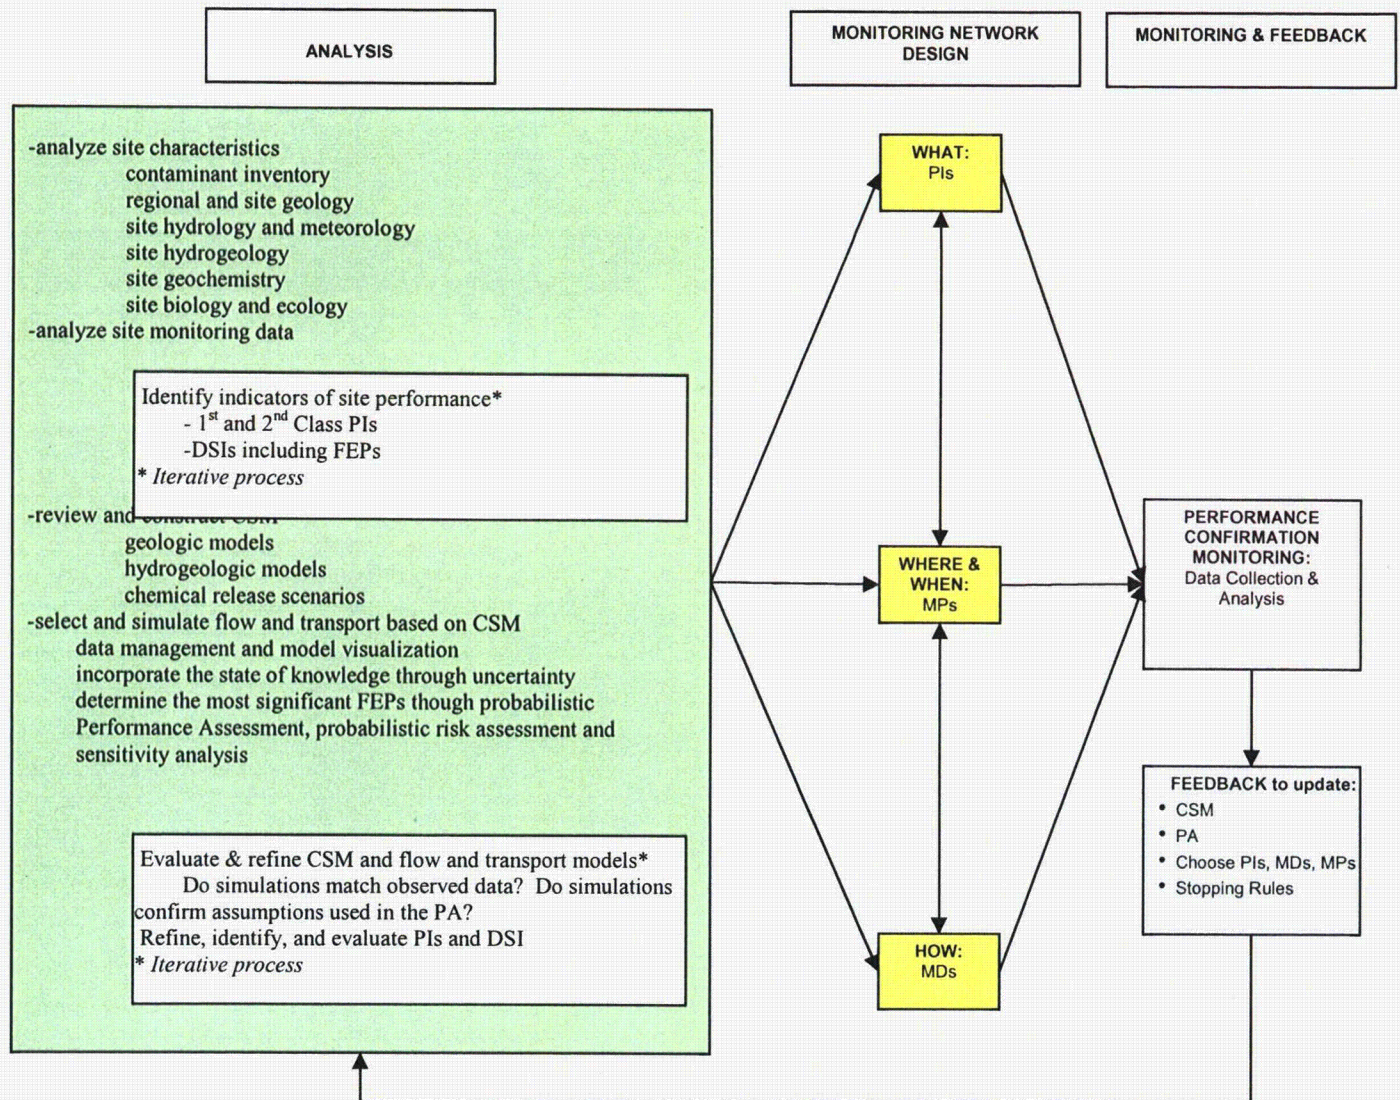 ANALYSIS
MONITORING NETWORK
DESIGN
MONITORING & FEEDBACK
-analyze site characteristics
contaminant inventory
regional and site geology
site hydrology and meteorology
site hydrogeology
site geochemistry
site biology and ecology
-analyze site monitoring data
Identify indicators of site performance*
- 1st and 2nd Class PIs
-DSIs including FEPs
* Iterative process
-review and construct CSM
geologic models
hydrogeologic models
chemical release scenarios
-select and simulate flow and transport based on CSM
data management and model visualization
incorporate the state of knowledge through uncertainty
determine the most significant FEPs though probabilistic
Performance Assessment, probabilistic risk assessment and
sensitivity analysis
Evaluate & refine CSM and flow and transport models*
Do simulations match observed data?  Do simulations
confirm assumptions used in the PA?
Refine, identify, and evaluate PIs and DSI
* Iterative process
WHAT:
PIs
WHERE &
WHEN:
MPs
HOW:
MDs
PERFORMANCE
CONFIRMATION
MONITORING:
Data Collection &
Analysis
FEEDBACK to update:
• CSM
• PA
• Choose PIs, MDs, MPs
• Stopping Rules